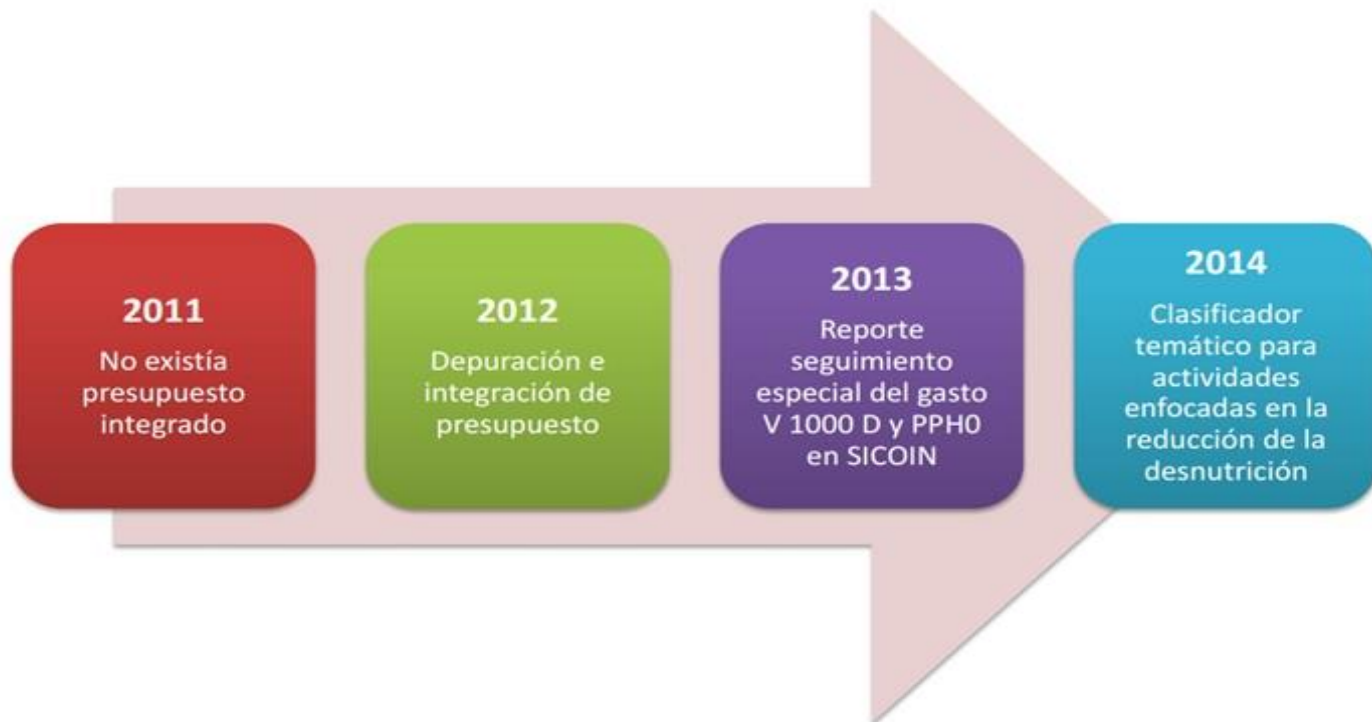 2011
No existía
presupuesto
integrado
2012
Depuración e
integración de
presupuesto
2013
Reporte
seguimiento
especial del gasto
V 1000 D y PPH0
en SICOIN
2014
Clasificador
temático para
actividades
enfocadas en la
reducción de la
desnutrición